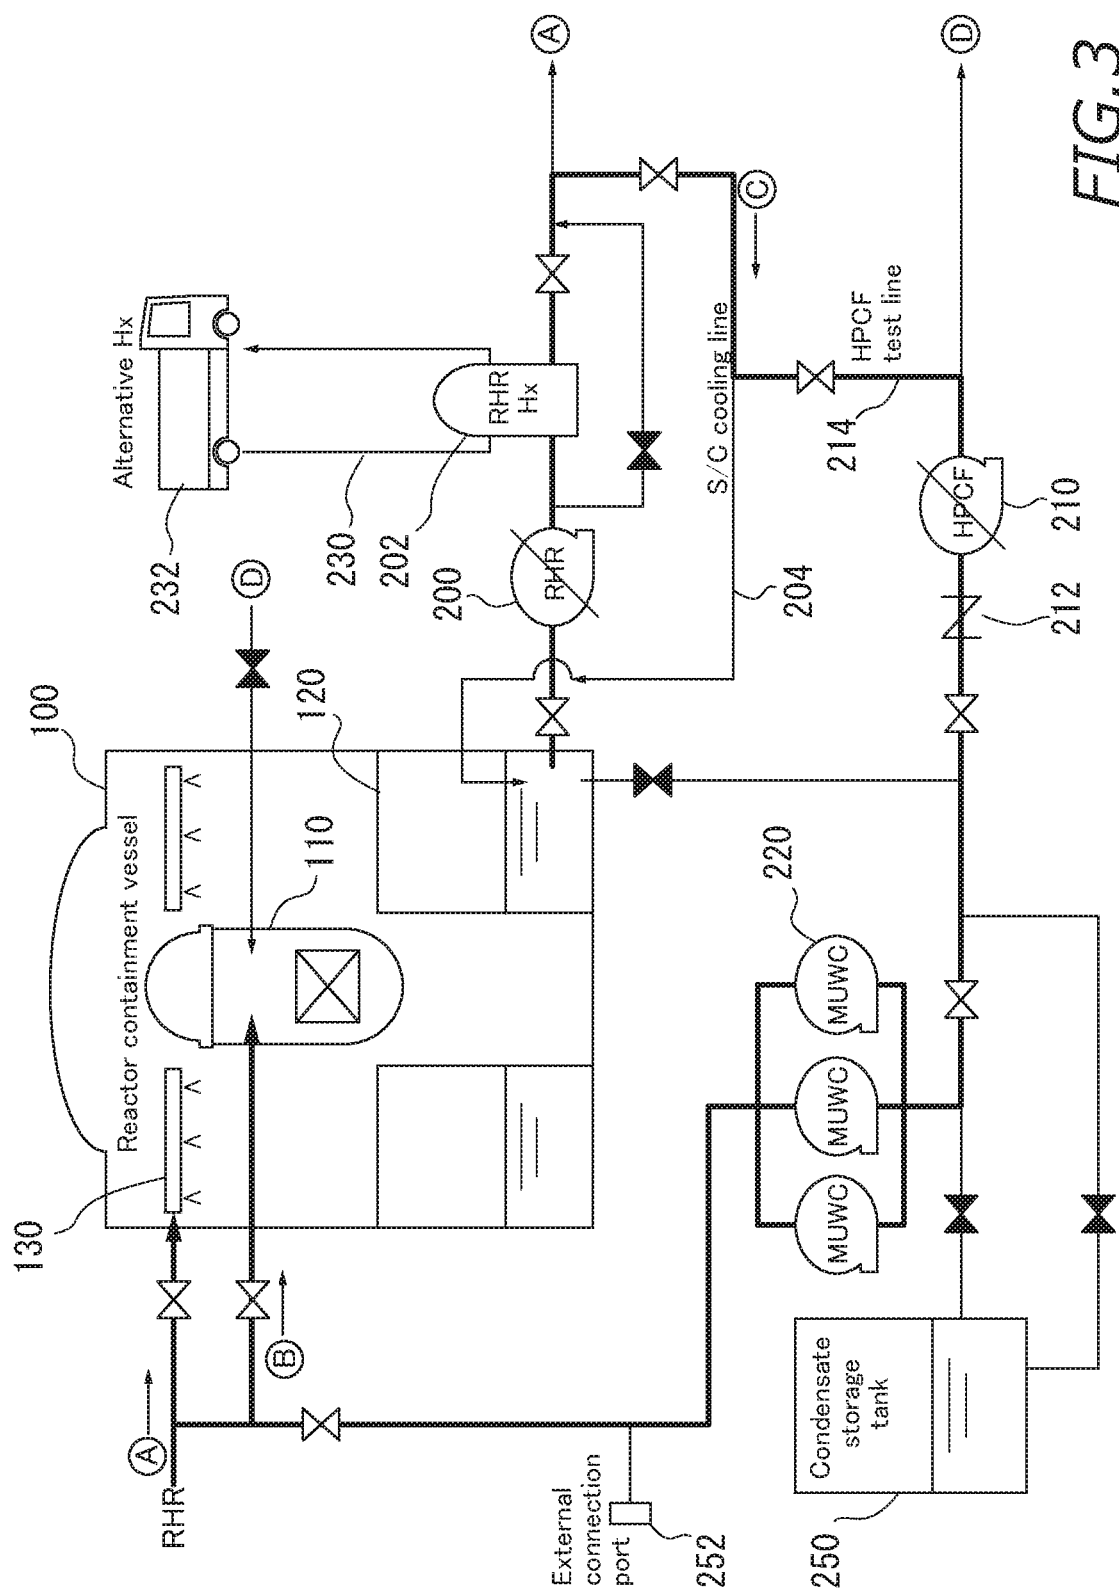 FIG.3
100
Reactor containment vessel
130
110
120
A
RHR
B
D
Alternative Hx
232
230
202
RHR
Hx
200
RHR
A
C
S/C cooling line
204
HPCF
test line
214
D
HPCF
210
212
220
MUWC
MUWC
MUWC
External
connection
port
252
Condensate
storage
tank
250